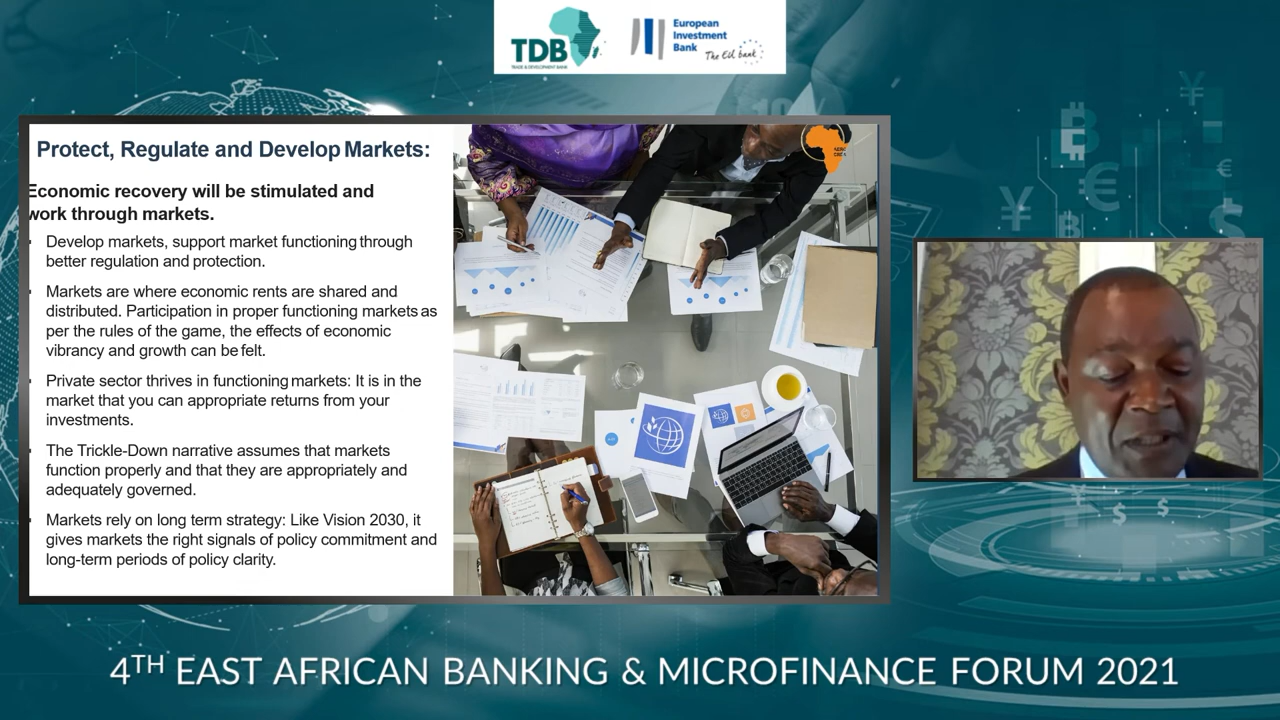 TDB
TRADE & DEVELOPMENT BANK
European
Investment
Bank
The EU bank
Protect, Regulate and Develop Markets:
Economic recovery will be stimulated and
work through markets.
Develop markets, support market functioning through
better regulation and protection.
Markets are where economic rents are shared and
distributed. Participation in proper functioning markets as
per the rules of the game, the effects of economic
vibrancy and growth can be felt.
Private sector thrives in functioning markets: It is in the
market that you can appropriate returns from your
investments.
The Trickle-Down narrative assumes that markets
function properly and that they are appropriately and
adequately governed.
Markets rely on long term strategy: Like Vision 2030, it
gives markets the right signals of policy commitment and
long-term periods of policy clarity.
4TH EAST AFRICAN BANKING & MICROFINANCE FORUM 2021